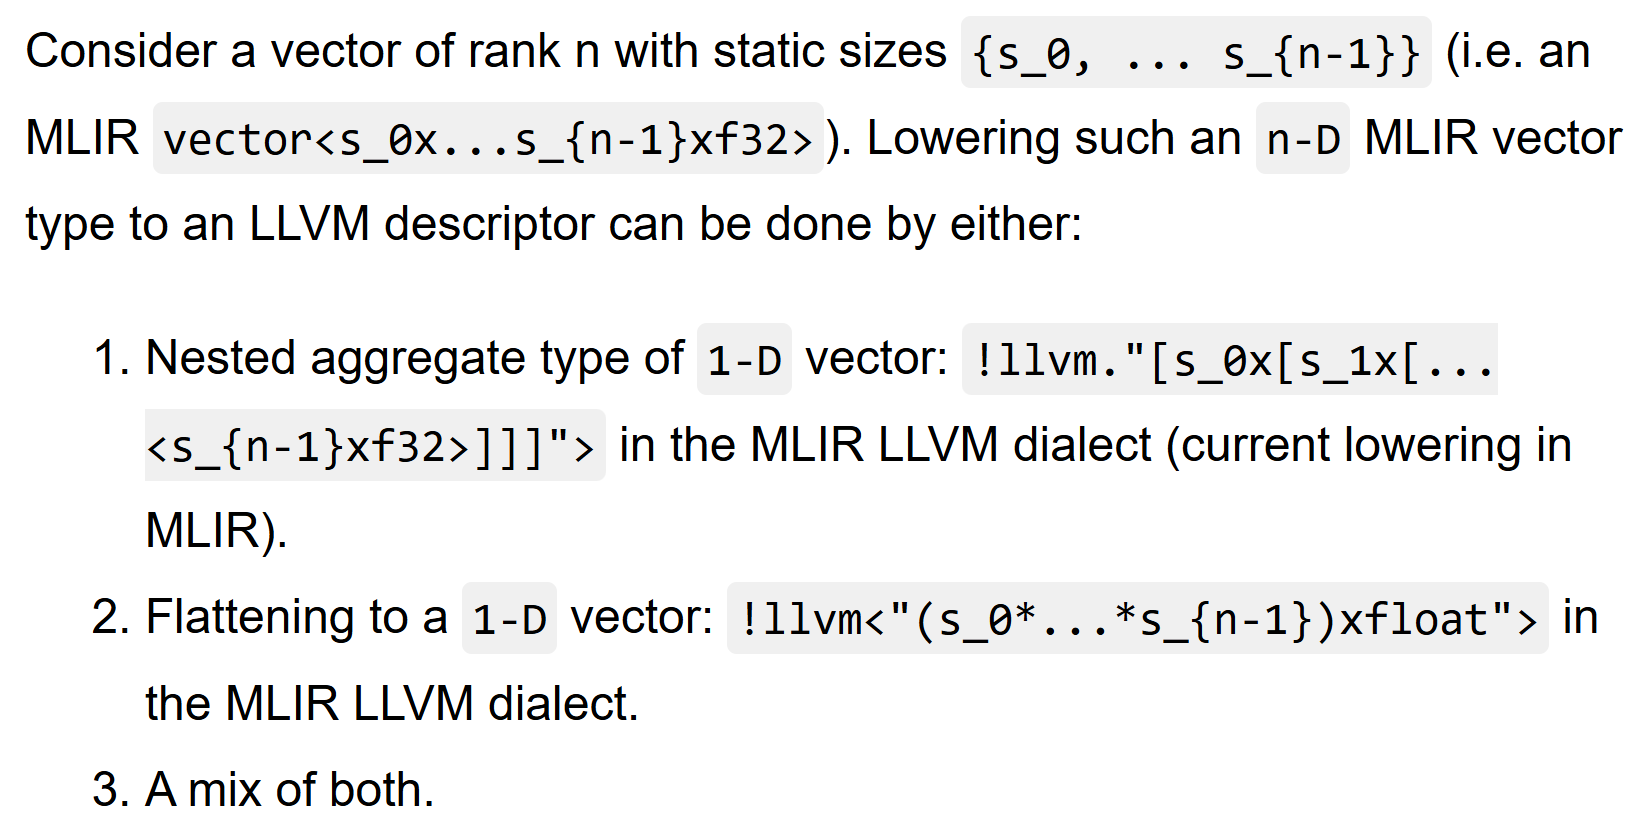 Consider a vector of rank n with static sizes {s_0, ... s_{n-1}} (i.e. an
MLIR vector<s_0x...s_{n-1}xf32>). Lowering such an n-D MLIR vector
type to an LLVM descriptor can be done by either:
1. Nested aggregate type of 1-D vector: !llvm."[s_0x[s_1x[...
<s_{n-1}xf32>]]]"> in the MLIR LLVM dialect (current lowering in
MLIR).
2. Flattening to a 1-D vector: !llvm<"(s_0*...*s_{n-1})xfloat"> in
the MLIR LLVM dialect.
3. A mix of both.